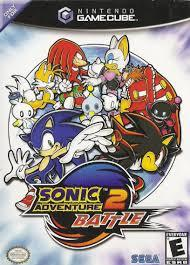 NINTENDO
GAMECUBE
SONIC
ADVENTURE 2
BATTLE
EVERYONE
E
SEGA